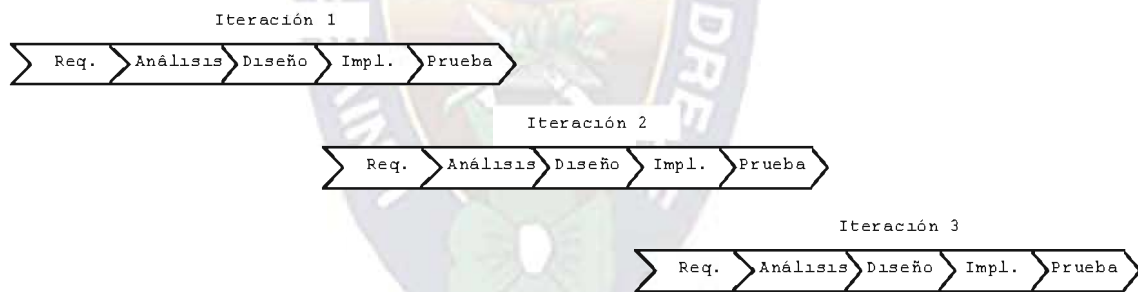 Iteración 1
Req. Análisis Diseño Impl. Prueba
Iteración 2
Req. Análisis Diseño Impl. Prueba
Iteración 3
Req. Análisis Diseño Impl. Prueba